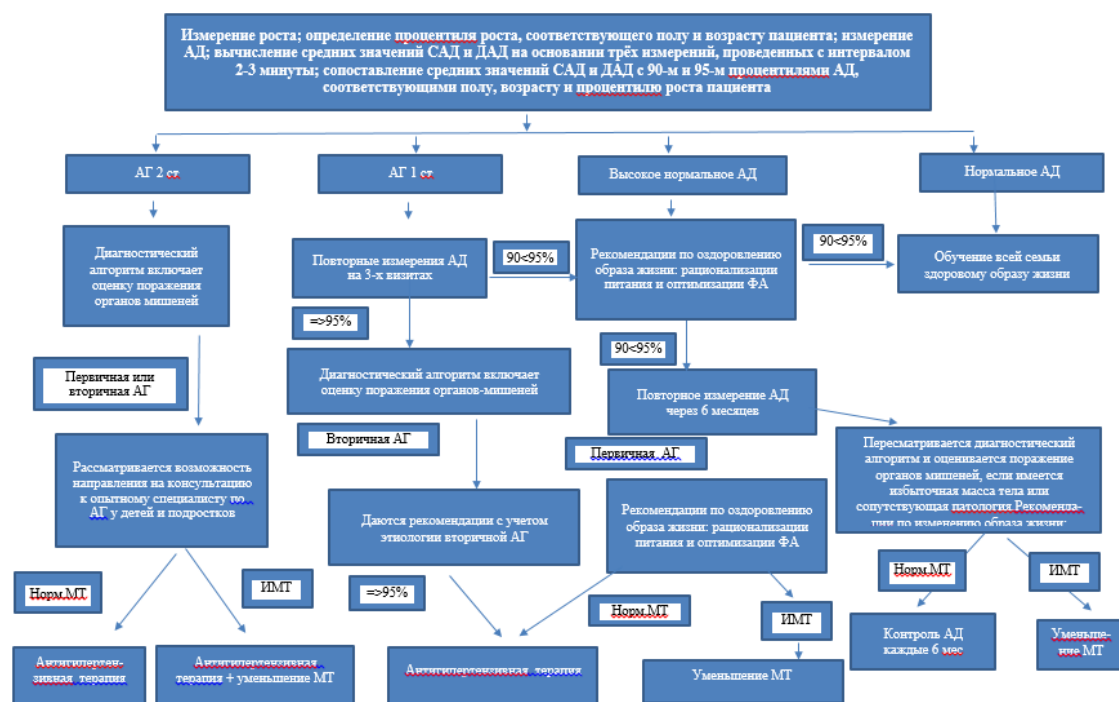 Измерение роста; определение процентиля роста, соответствующего полу и возрасту пациента; измерение
АД; вычисление средних значений САД и ДАД на основании трёх измерений, проведенных с интервалом
2-3 минуты; сопоставление средних значений САД и ДАД с 90-м и 95-м процентилями АД,
соответствующими полу, возрасту и процентилю роста пациента
АГ 2 ст
АГ 1 ст
Высокое нормальное АД
Нормальное АД
Диагностический
алгоритм включает
оценку поражения
органов мишеней
Повторные измерения АД
на 3-х визитах
90<95%
Рекомендации по оздоровлению
образа жизни: рационализации
питания и оптимизации ФА
90<95%
Обучение всей семьи
здоровому образу жизни
=>95%
90<95%
Первичная или
вторичная АГ
Диагностический алгоритм включает
оценку поражения органов-мишеней
Повторное измерение АД
через 6 месяцев
Вторичная АГ
Первичная АГ
Рассматривается возможность
направления на консультацию
к опытному специалисту по
АГ у детей и подростков
Даются рекомендации с учетом
этиологии вторичной АГ
Рекомендации по оздоровлению
образа жизни: рационализации
питания и оптимизации ФА
Пересматривается диагностический
алгоритм и оценивается поражение
органов мишеней, если имеется
избыточная масса тела или
сопутствующая патология Рекоменда-
ции по изменению образа жизни:
Норм.МТ
ИМТ
=>95%
Норм.МТ
ИМТ
Норм.МТ
ИМТ
Антигипертен-
зивная терапия
Антигипертензивная
терапия + уменьшение МТ
Антигипертензивная терапия
Уменьшение МТ
Контроль АД
каждые 6 мес
Уменьше-
ние МТ